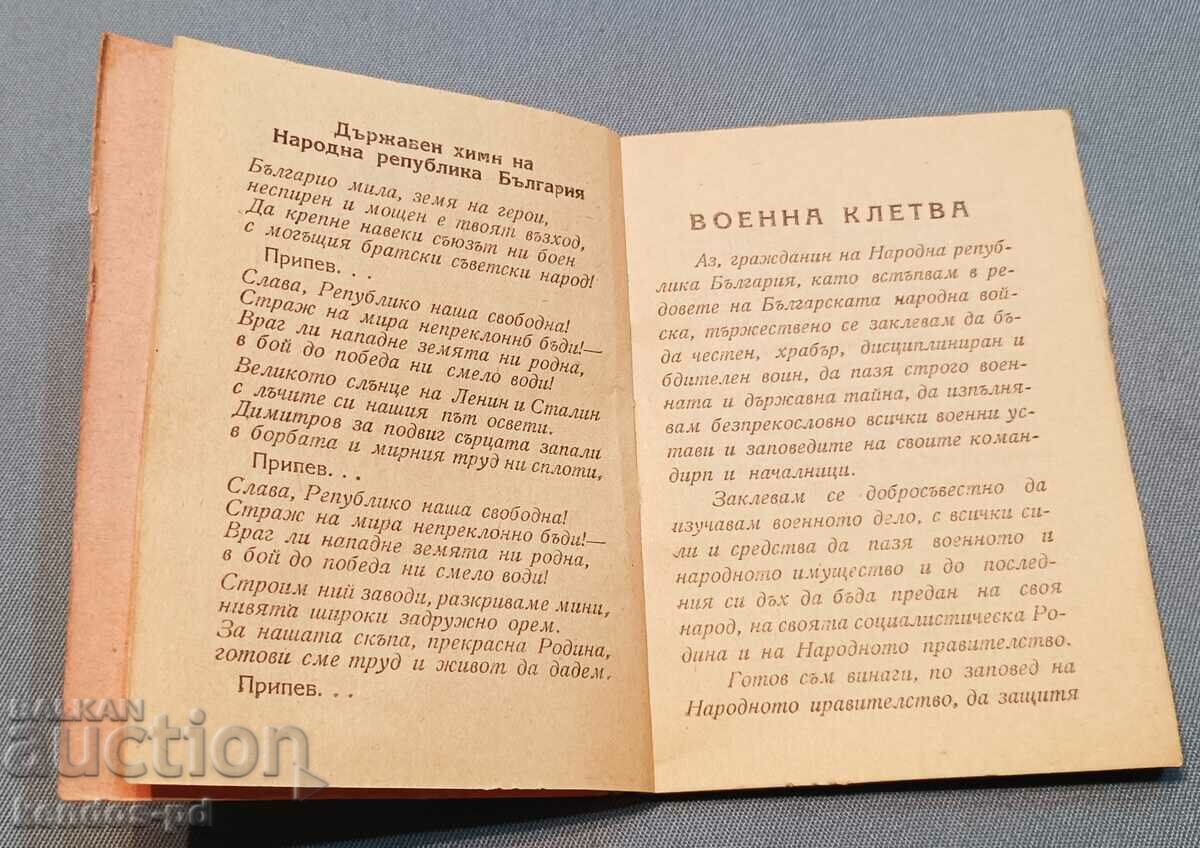 Държавен химн на
Народна република България
Българио мила, земя на герои,
неспирен и мощен е твоят възход,
Да крепне навеки съюзът ни боен
с могъщия братски съветски народ!
Припев. . .
Слава, Републико наша свободна!
Страж на мира непреклоннб бъди!—
Враг ли нападне земята ни родна,
в бой до победа ни смело води!
Великото слънце на Ленин и Сталин
с лъчите си нашия път освети.
Димитров за подвиг сърцата запали
в борбата и мирния труд ни сплоти,
Припев. . .
Слава, Републико наша свободна!
Страж на мира непреклонно бъди!—
Враг ли нападне земята ни родна,
в бой до победа ни смело води!
Строим ний заводи, разкриваме мини,
нивята широки задружно орем.
За нашата скъпа, прекрасна Родина,
готови сме труд и живот да дадем.
Припев. . .
ВОЕННА КЛЕТВА
Аз, гражданин на Народна репуб-
лика България, като встъпвам в ре-
довете на Българската народна вой-
ска, тържествено се заклевам да бъ-
да честен, храбър, дисциплиниран и
бдителен воин, да пазя строго воен-
ната и държавна тайна, да изпълня-
вам безпрекословно всички военни ус-
тави и заповедите на своите коман-
дирп и началници.
Заклевам се добросъвестно да
изучавам военното дело, с всички си-
ли и средства да пазя военното и
народното имущество и до послед-
ния си дъх да бъда предан на своя
народ, на своята социалистическа Ро-
дина и на Народното правителство.
Готов съм винаги, по заповед на
Народното иравителство, да защитя
BALKAN
auction
Lendos-pd